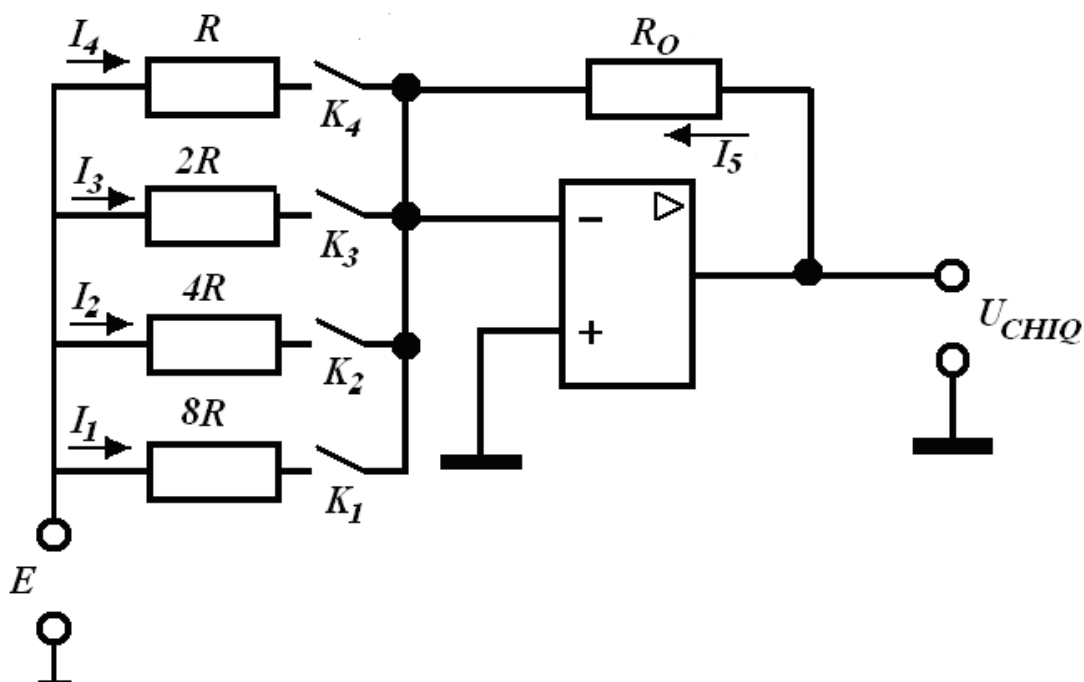 I4 R RO
K4
I5
I3 2R
K3
−
I2 4R
+
UCHIQ
K2
I1 8R
K1
E